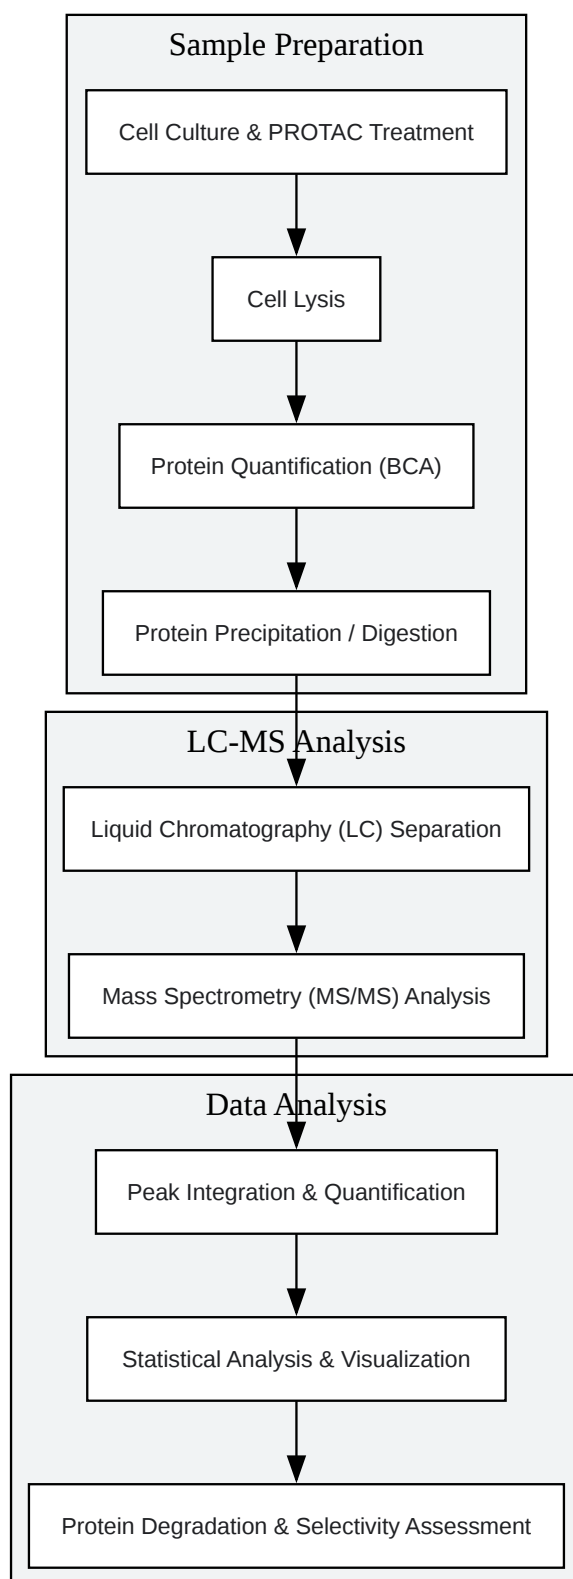 Sample Preparation
Cell Culture & PROTAC Treatment
Cell Lysis
Protein Quantification (BCA)
Protein Precipitation / Digestion
LC-MS Analysis
Liquid Chromatography (LC) Separation
Mass Spectrometry (MS/MS) Analysis
Data Analysis
Peak Integration & Quantification
Statistical Analysis & Visualization
Protein Degradation & Selectivity Assessment